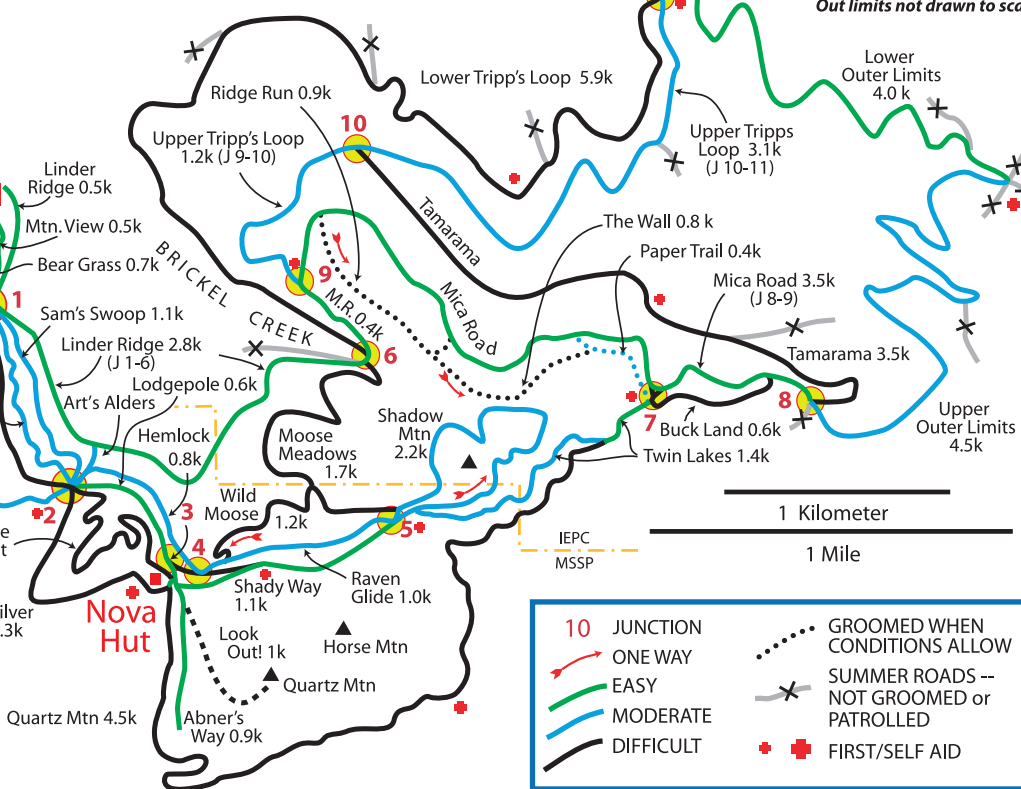 Out limits not drawn to
Lower
Outer Limits
4.0 k
Lower Tripp's Loop 5.9k
Ridge Run 0.9k
10
Upper Tripp's Loop
1.2k (J 9-10)
Upper Tripps
Loop 3.1k
(J 10-11)
Linder
Ridge 0.5k
Mtn. View 0.5k
Bear Grass 0.7k
Tamarama
The Wall 0.8 k
Paper Trail 0.4k
BRICKEL
CREEK
9
M.R. 0.4k
Mica Road
Mica Road 3.5k
(J 8-9)
1
Sam's Swoop 1.1k
Linder Ridge 2.8k
(J 1-6)
6
Tamarama 3.5k
Lodgepole 0.6k
Art's Alders
Hemlock
0.8k
Shadow
Mtn
2.2k
7
8
Buck Land 0.6k
Upper
Outer Limits
4.5k
Moose
Meadows
1.7k
Twin Lakes 1.4k
Wild
Moose
1.2k
2
3
4
5
1 Kilometer
1 Mile
IEPC
MSSP
Shady Way
1.1k
Raven
Glide 1.0k
Nova
Hut
Look
Out! 1k
Horse Mtn
Quartz Mtn
Quartz Mtn 4.5k
Abner's
Way 0.9k
10 JUNCTION
ONE WAY
EASY
MODERATE
DIFFICULT
GROOMED WHEN
CONDITIONS ALLOW
SUMMER ROADS --
NOT GROOMED or
PATROLLED
FIRST/SELF AID